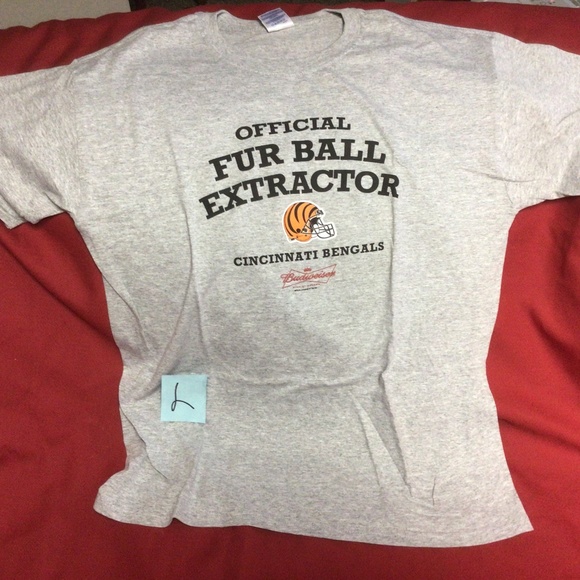 OFFICIAL
FUR BALL
EXTRACTOR
CINCINNATI BENGALS
Budweiser